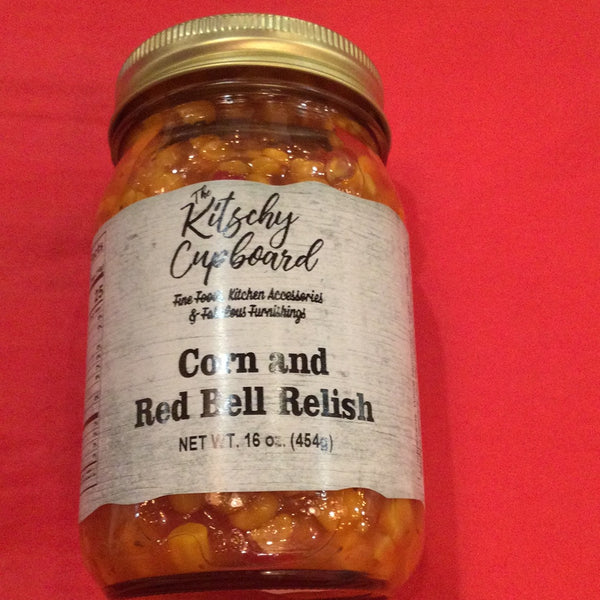 The
Kitschy
Cupboard
Fine Foods Kitchen Accessories
& Fabulous Furnishings
Corn and
Red Bell Relish
NET WT. 16 oz. (454g)